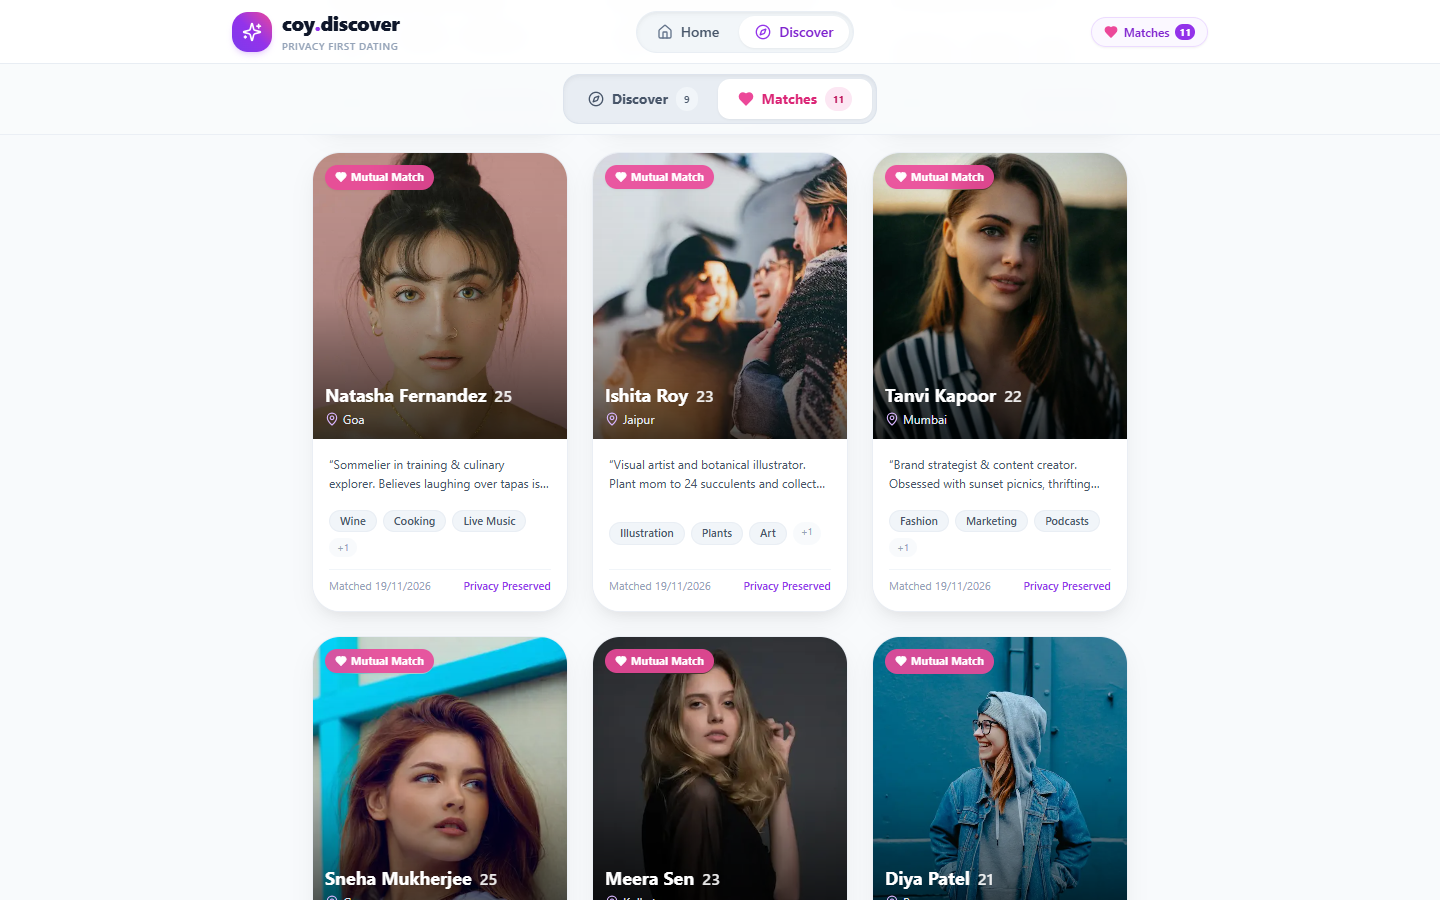 coy.discover
PRIVACY FIRST DATING
Home
Discover
Matches 11
Discover 9
Matches 11
Mutual Match
Natasha Fernandez 25
Goa
“Sommelier in training & culinary
explorer. Believes laughing over tapas is...
Wine Cooking Live Music
+1
Matched 19/11/2026 Privacy Preserved
Mutual Match
Ishita Roy 23
Jaipur
“Visual artist and botanical illustrator.
Plant mom to 24 succulents and collect...
Illustration Plants Art +1
Matched 19/11/2026 Privacy Preserved
Mutual Match
Tanvi Kapoor 22
Mumbai
“Brand strategist & content creator.
Obsessed with sunset picnics, thrifting...
Fashion Marketing Podcasts
+1
Matched 19/11/2026 Privacy Preserved
Mutual Match
Sneha Mukherjee 25
Mutual Match
Meera Sen 23
Mutual Match
Diya Patel 21